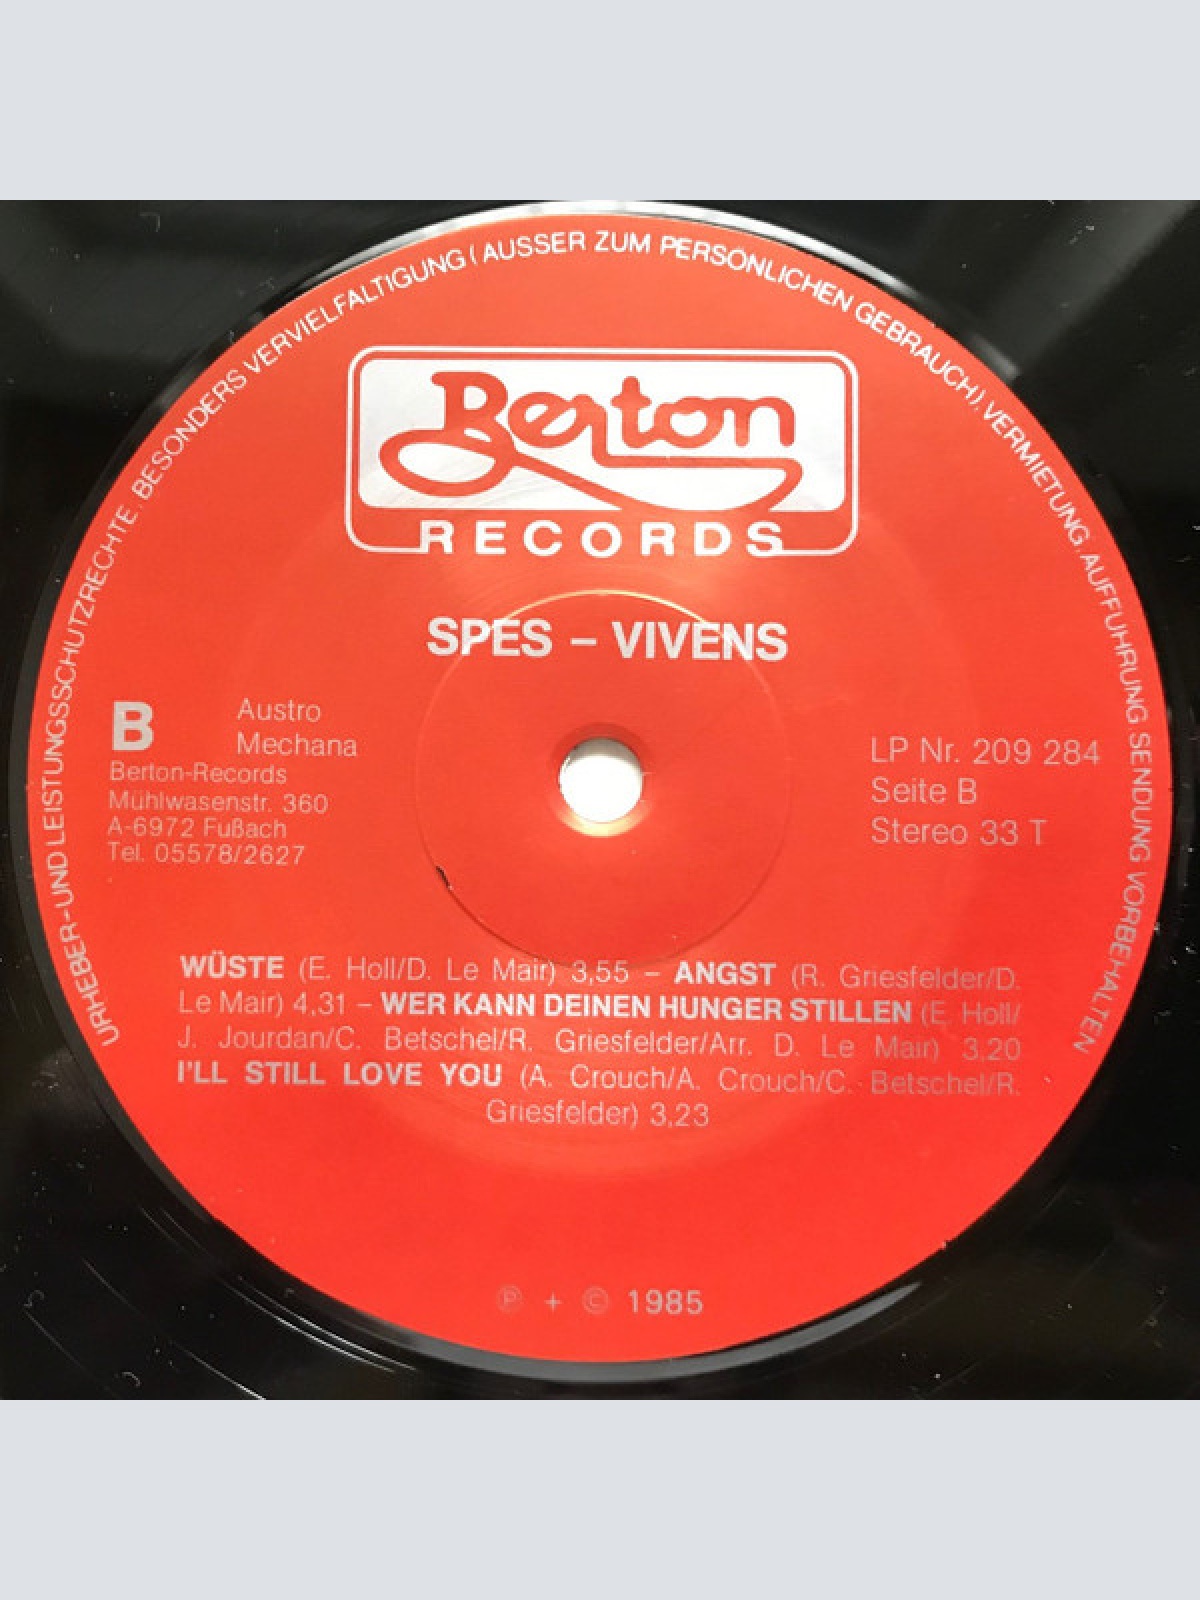 URHEBER-UND LEISTUNGSSCHUTZRECHTE. BESONDERS VERVIELFÄLTIGUNG ( AUSSER ZUM PERSÖNLICHEN GEBRAUCH). VERMIETUNG. AUFFÜHRUNG SENDUNG VORBEHALTEN
Berton
RECORDS
SPES – VIVENS
B
Austro
Mechana
Berton-Records
Mühlwasenstr. 360
A-6972 Fußach
Tel. 05578/2627
LP Nr. 209 284
Seite B
Stereo 33 T
WÜSTE (E. Holl/D. Le Mair) 3,55 – ANGST (R. Griesfelder/D.
Le Mair) 4,31 – WER KANN DEINEN HUNGER STILLEN (E. Holl/
J. Jourdan/C. Betschel/R. Griesfelder/Arr. D. Le Mair) 3.20
I'LL STILL LOVE YOU (A. Crouch/A. Crouch/C. Betschel/R.
Griesfelder) 3,23
℗ + © 1985